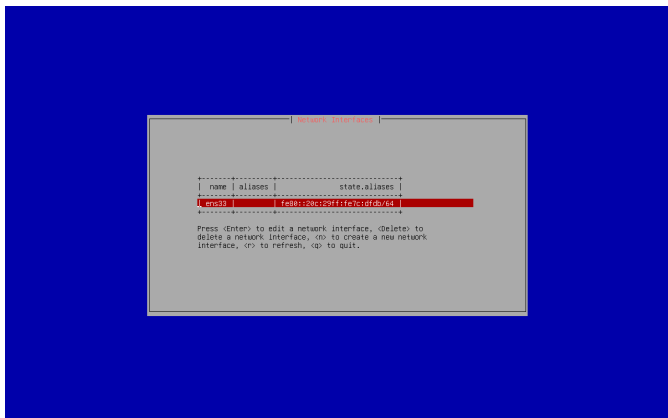 Network Interfaces
name | aliases | state.aliases |
ens33 | | fe80::20c:29ff:fe7c:dfdb/64 |
Press <Enter> to edit a network interface, <Delete> to
delete a network interface, <n> to create a new network
interface, <r> to refresh, <q> to quit.